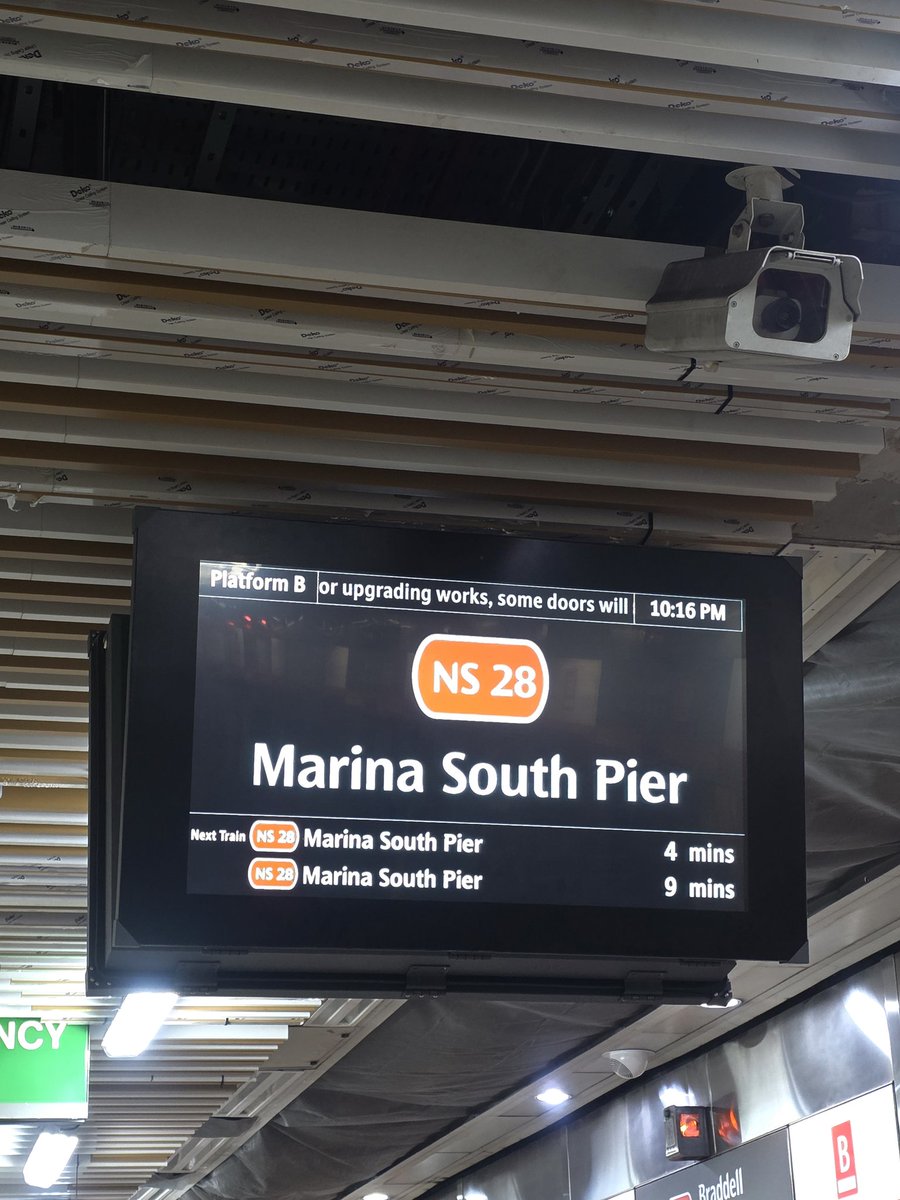 Platform B
or upgrading works, some doors will
10:16 PM
NS 28
Marina South Pier
Next Train NS 28 Marina South Pier 4 mins
NS 28 Marina South Pier 9 mins
NCY
B
Braddell
Deko